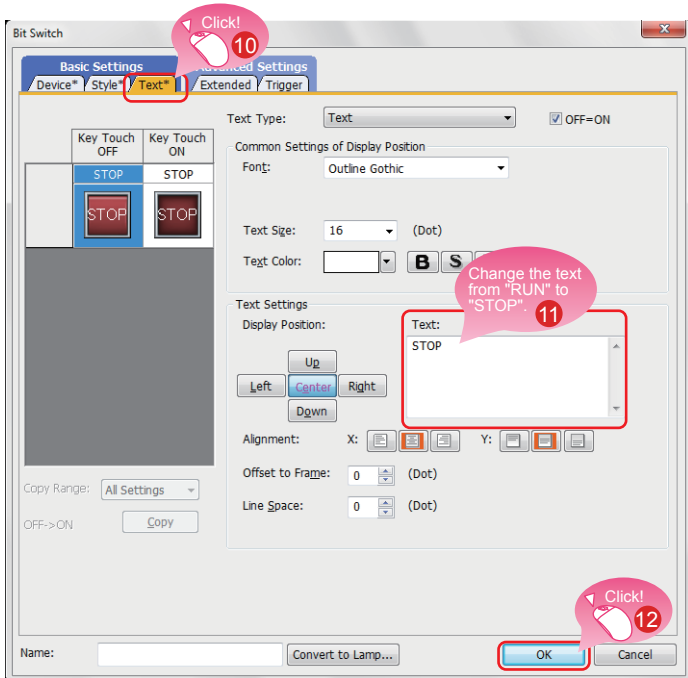 Click!
10
Bit Switch
x
Basic Settings
Advanced Settings
Device* Style* Text* Extended Trigger
Text Type: Text OFF=ON
Key Touch OFF
Key Touch ON
STOP STOP
STOP STOP
Common Settings of Display Position
Font: Outline Gothic
Text Size: 16 (Dot)
Text Color: B S
Change the text
from "RUN" to
"STOP". 11
Text Settings
Display Position: Text:
STOP
Up
Left Center Right
Down
Alignment: X: Y:
Offset to Frame: 0 (Dot)
Line Space: 0 (Dot)
Copy Range: All Settings
OFF->ON Copy
Click!
12
Name: Convert to Lamp... OK Cancel